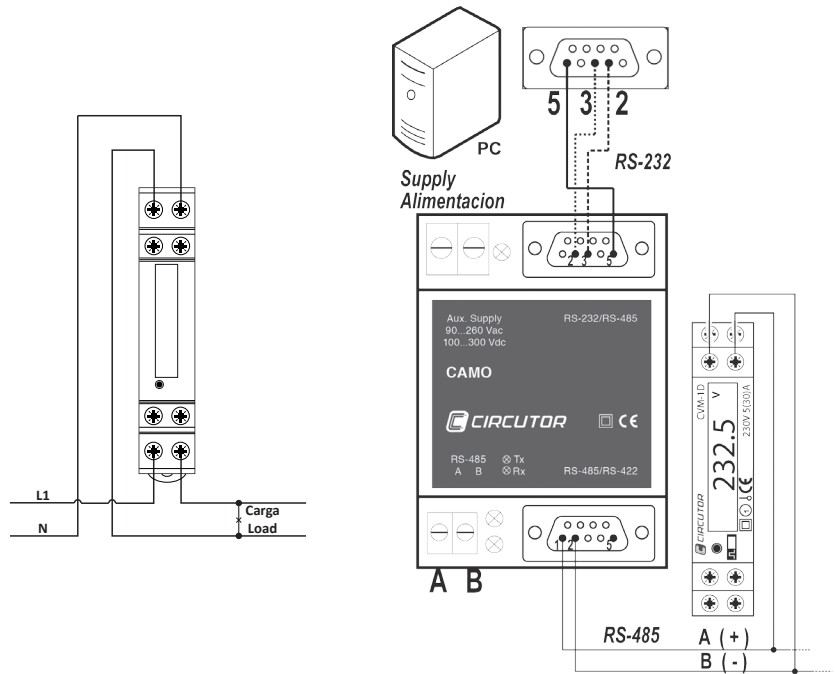 L1
N
Carga
Load
PC
5 3 2
RS-232
Supply
Alimentacion
2 3 5
Aux. Supply
90...260 Vac
100...300 Vdc
RS-232/RS-485
CAMO
CIRCUTOR
CE
RS-485
A B
Tx
Rx
RS-485/RS-422
1 2 5
A B
CVM-1D
232.5 V
230V 5(30)A
CIRCUTOR
CE
RS-485
A (+)
B (-)